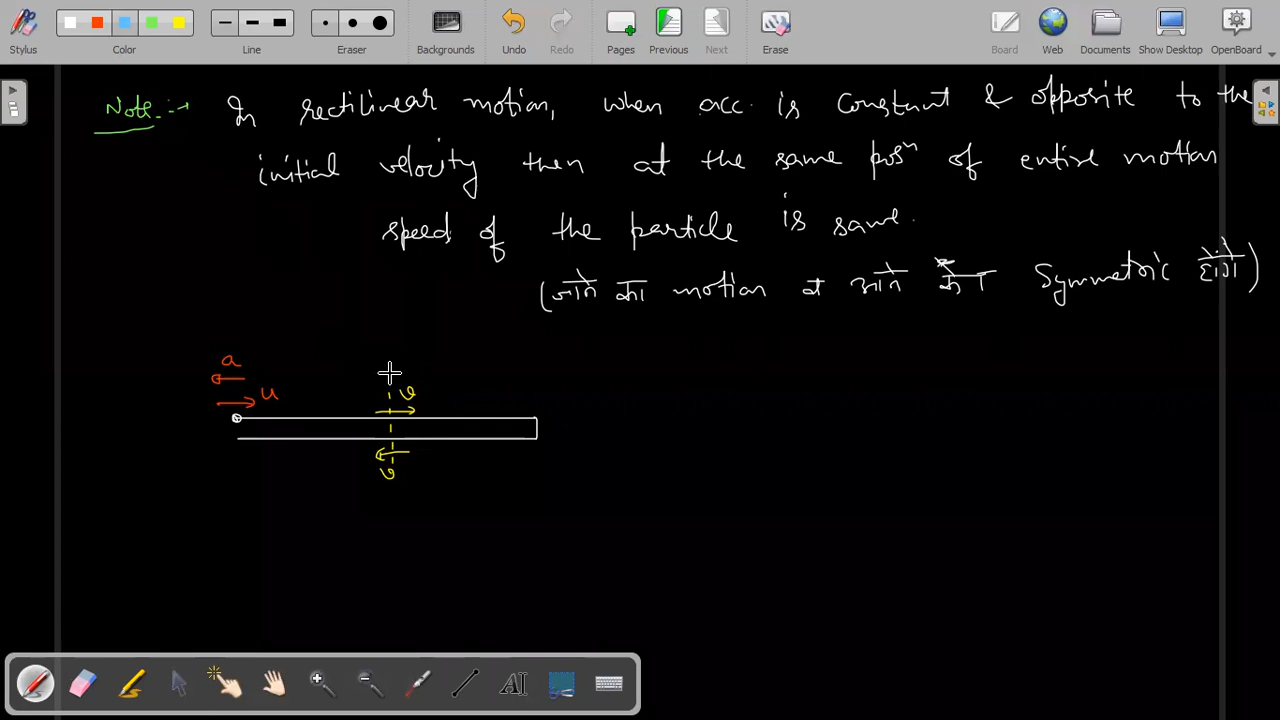 Stylus
Color
Line
Eraser
Backgrounds
Undo
Redo
Pages
Previous
Next
Erase
Board
Web
Documents
Show Desktop
OpenBoard
Note :→ In rectilinear motion, when acc. is constant & opposite to the
initial velocity then at the same posn of entire motion
speed of the particle is same.
(जाने का motion at आने का Symmetric होगा)
a
u
v
v